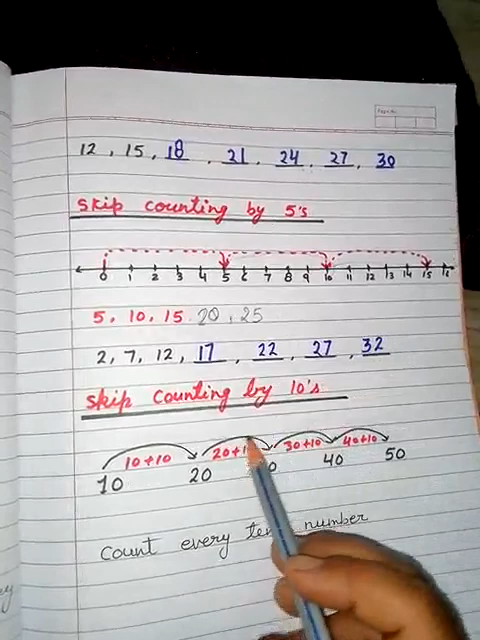 12, 15, 18, 21, 24, 27, 30
Skip counting by 5's
0 1 2 3 4 5 6 7 8 9 10 11 12 13 14 15 16
5, 10, 15, 20, 25
2, 7, 12, 17, 22, 27, 32
Skip counting by 10's
10+10 30+10 40+10
10 20 40 50
Count every number